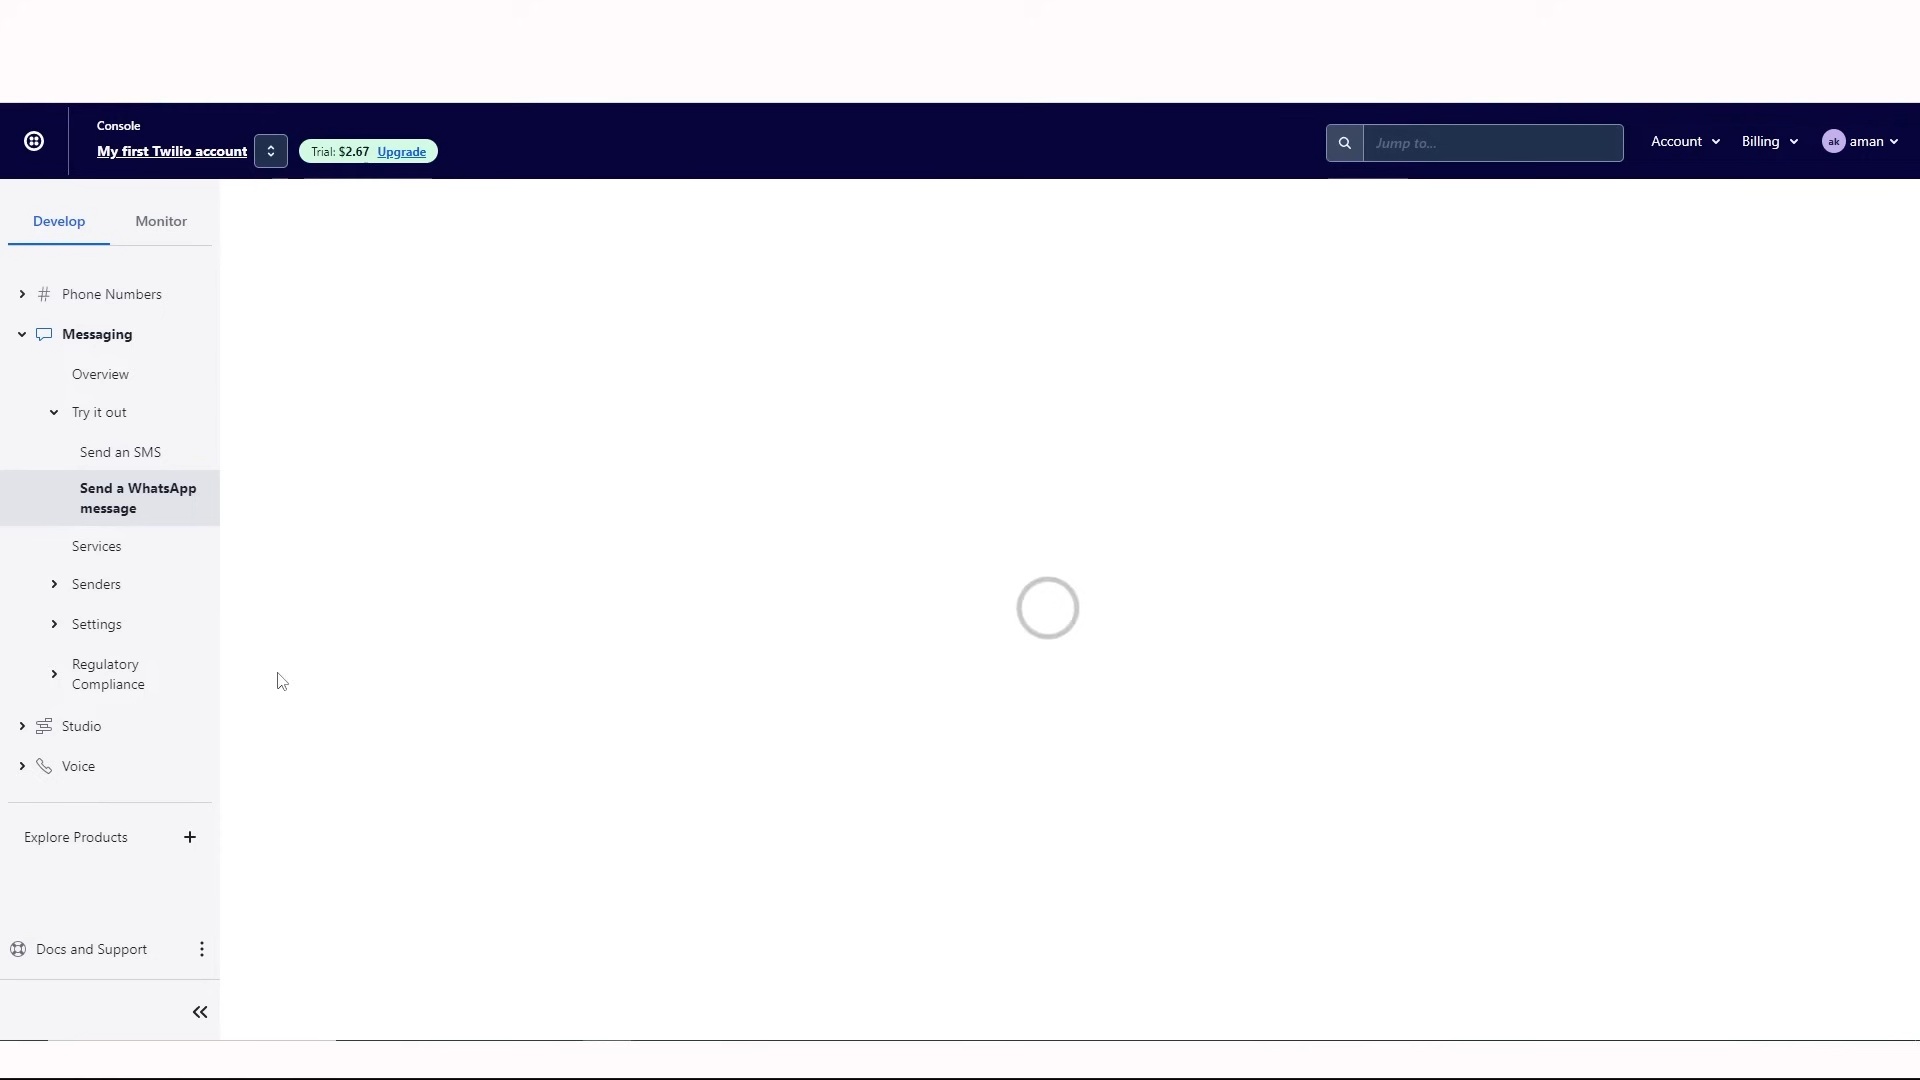 Console
My first Twilio account
Trial: $2.67 Upgrade
Jump to...
Account
Billing
ak aman
Develop
Monitor
Phone Numbers
Messaging
Overview
Try it out
Send an SMS
Send a WhatsApp
message
Services
Senders
Settings
Regulatory
Compliance
Studio
Voice
Explore Products
Docs and Support